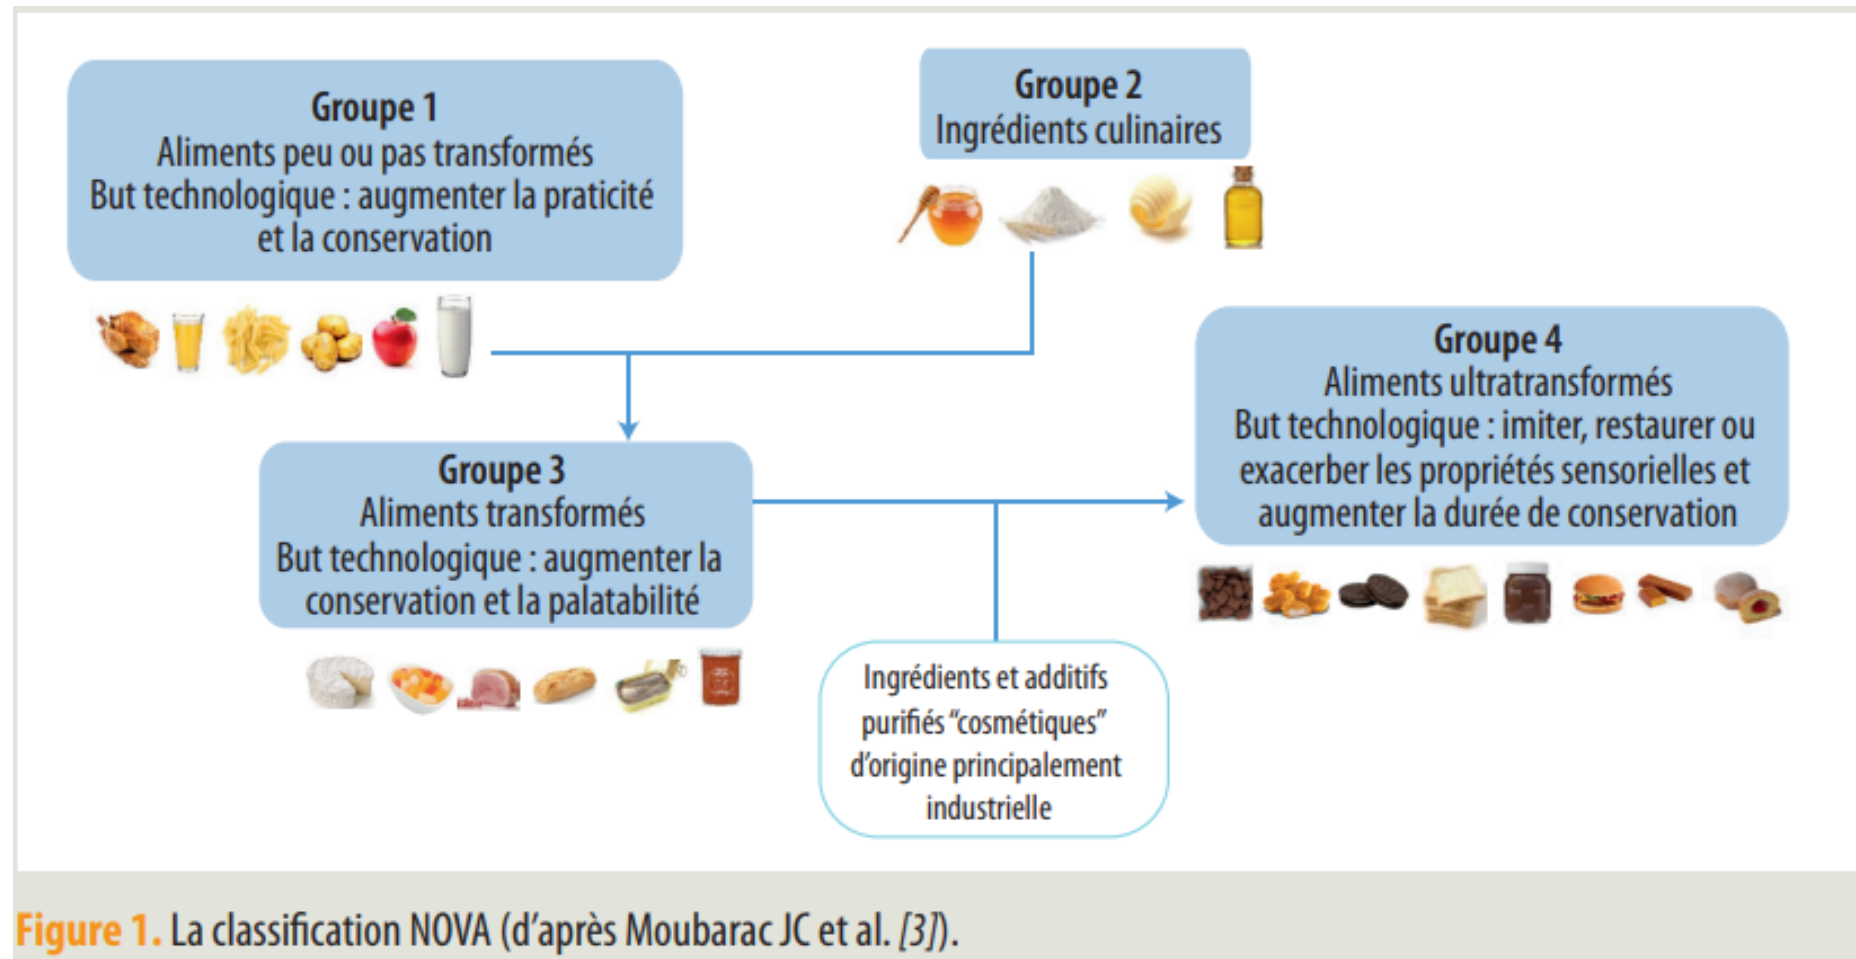 Groupe 1
Aliments peu ou pas transformés
But technologique : augmenter la praticité
et la conservation
Groupe 2
Ingrédients culinaires
Groupe 3
Aliments transformés
But technologique : augmenter la
conservation et la palatabilité
Groupe 4
Aliments ultratransformés
But technologique : imiter, restaurer ou
exacerber les propriétés sensorielles et
augmenter la durée de conservation
Ingrédients et additifs
purifiés “cosmétiques”
d’origine principalement
industrielle
Figure 1. La classification NOVA (d’après Moubarac JC et al. [3]).